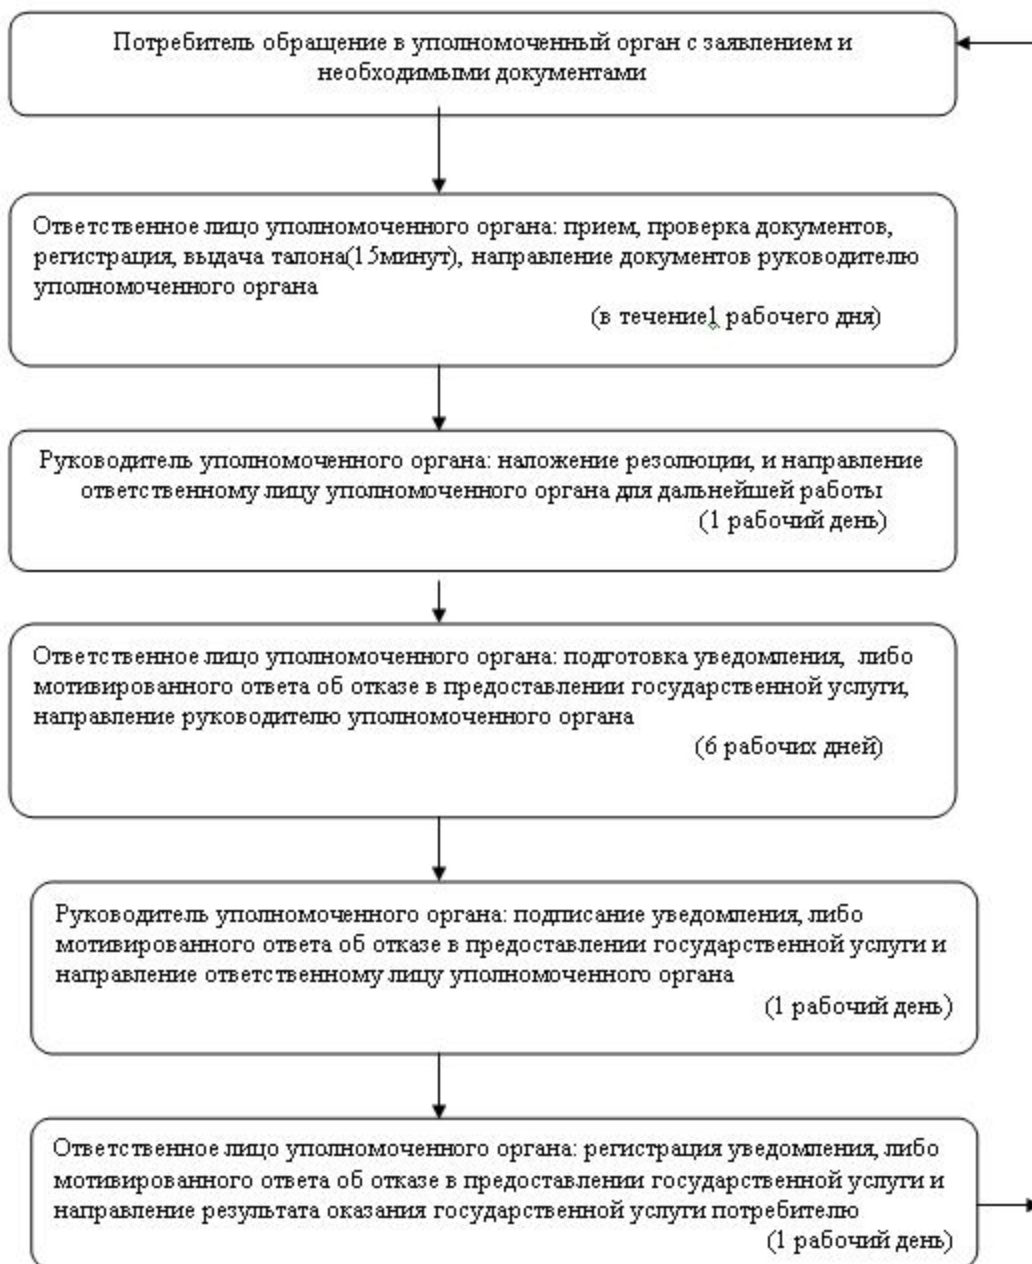 Потребитель обращение в уполномоченный орган с заявлением и
необходимыми документами
Ответственное лицо уполномоченного органа: прием, проверка документов,
регистрация, выдача талона(15минут), направление документов руководителю
уполномоченного органа
(в течение1 рабочего дня)
Руководитель уполномоченного органа: наложение резолюции, и направление
ответственному лицу уполномоченного органа для дальнейшей работы
(1 рабочий день)
Ответственное лицо уполномоченного органа: подготовка уведомления, либо
мотивированного ответа об отказе в предоставлении государственной услуги,
направление руководителю уполномоченного органа
(6 рабочих дней)
Руководитель уполномоченного органа: подписание уведомления, либо
мотивированного ответа об отказе в предоставлении государственной услуги и
направление ответственному лицу уполномоченного органа
(1 рабочий день)
Ответственное лицо уполномоченного органа: регистрация уведомления, либо
мотивированного ответа об отказе в предоставлении государственной услуги и
направление результата оказания государственной услуги потребителю
(1 рабочий день)